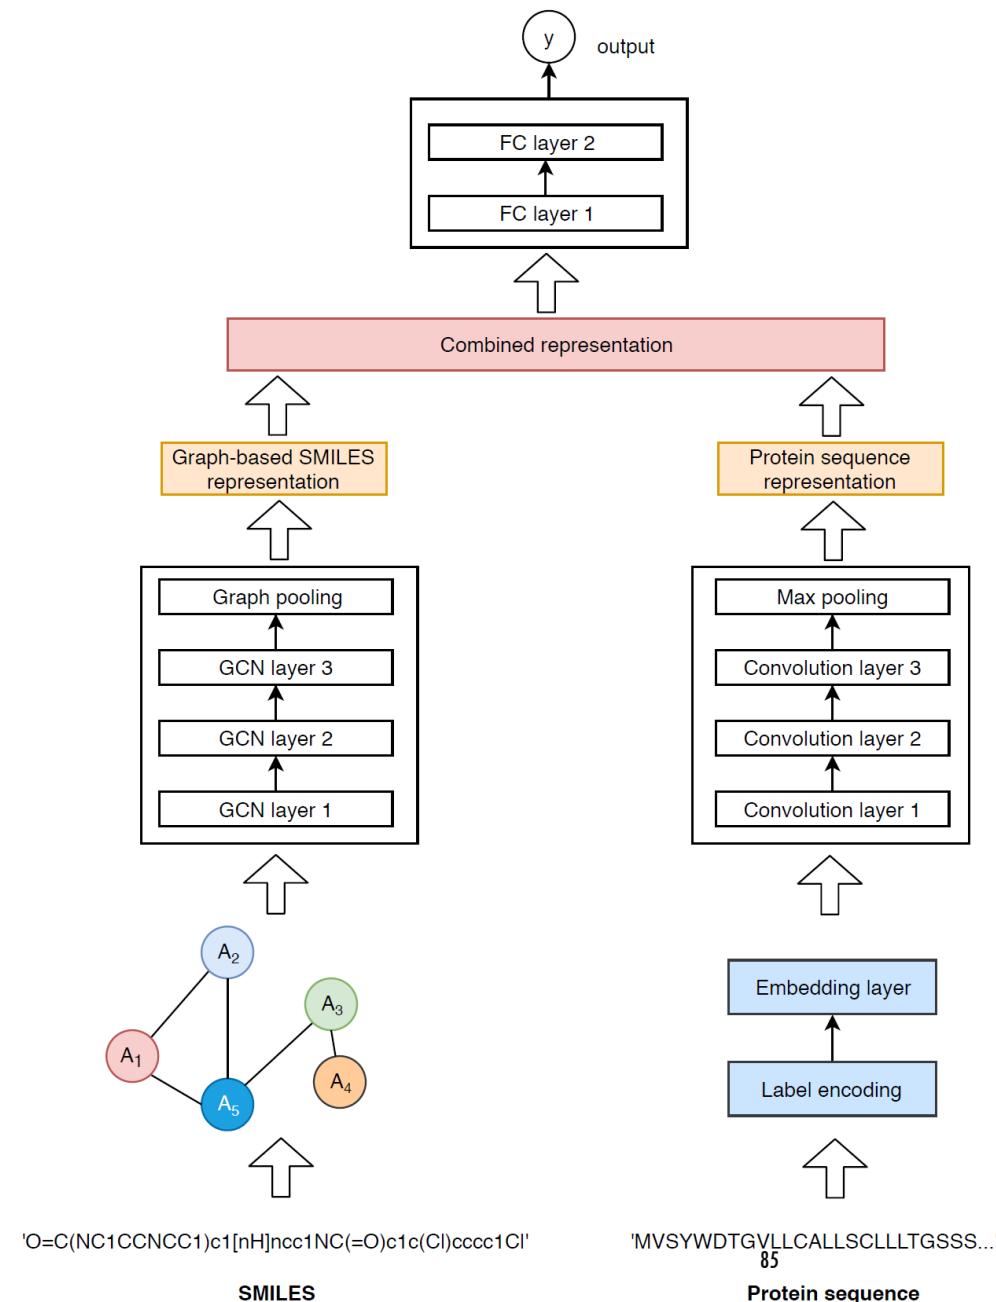 y
output
FC layer 2
FC layer 1
Combined representation
Graph-based SMILES
representation
Protein sequence
representation
Graph pooling
GCN layer 3
GCN layer 2
GCN layer 1
Max pooling
Convolution layer 3
Convolution layer 2
Convolution layer 1
A2
A3
A1
A4
A5
Embedding layer
Label encoding
'O=C(NC1CCNCC1)c1[nH]ncc1NC(=O)c1c(Cl)cccc1Cl'
'MVSYWDTGVLLCALLSCLLLTGSSS...'
85
SMILES
Protein sequence